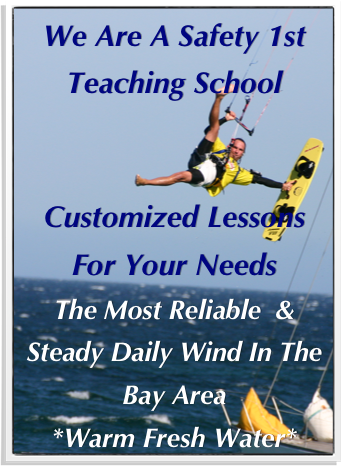 We Are A Safety 1st
Teaching School
Customized Lessons
For Your Needs
The Most Reliable &
Steady Daily Wind In The
Bay Area
*Warm Fresh Water*